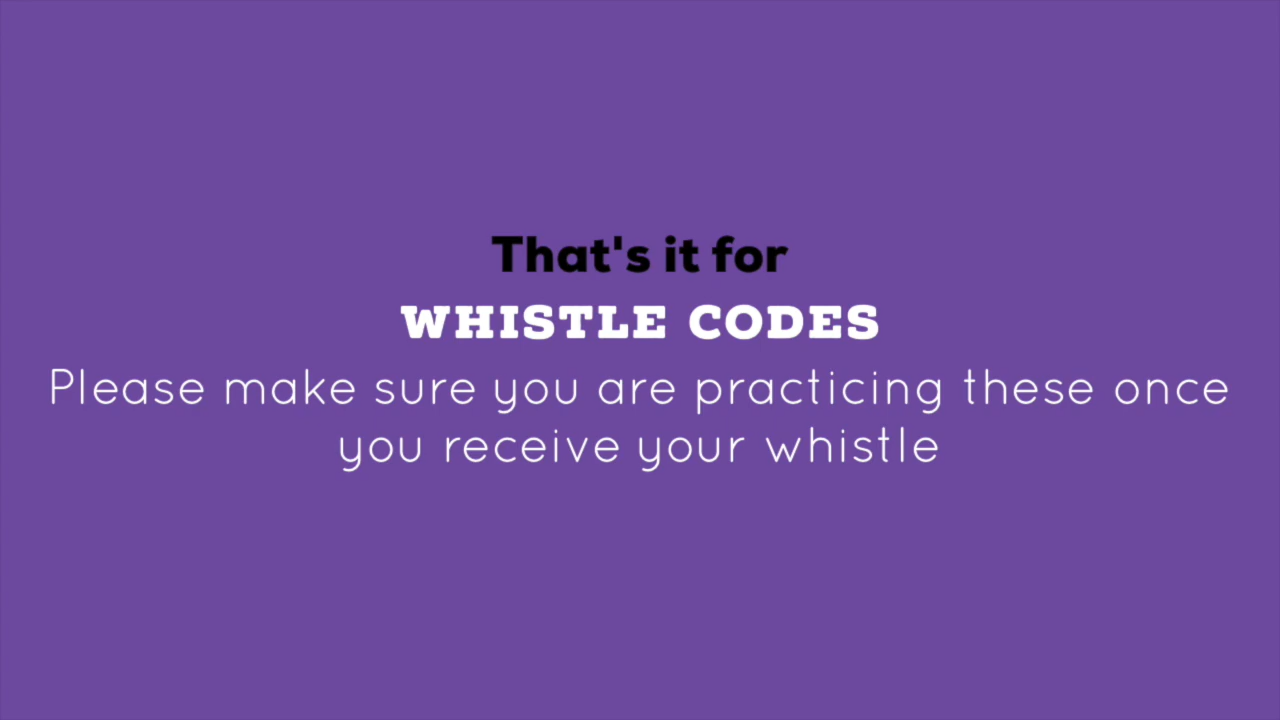 That's it for
WHISTLE CODES
Please make sure you are practicing these once
you receive your whistle